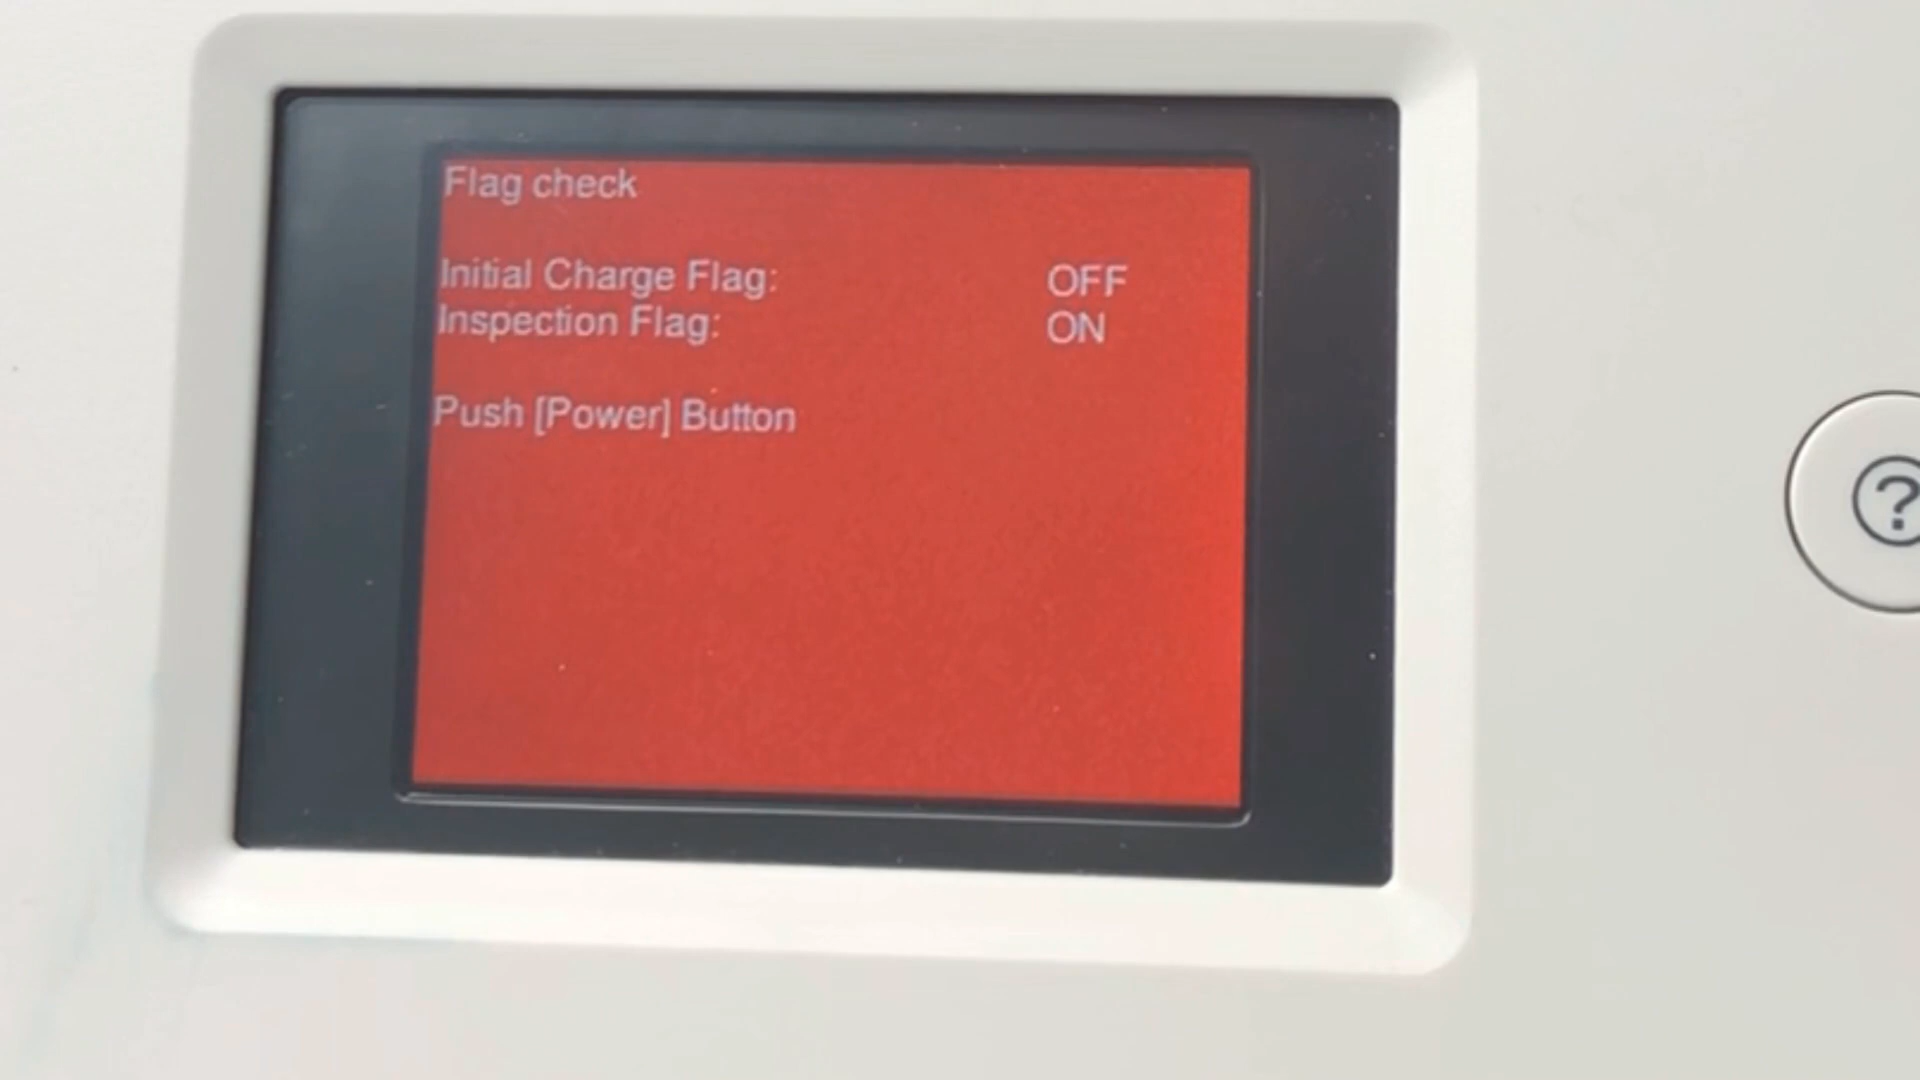 Flag check
Initial Charge Flag: OFF
Inspection Flag: ON
Push [Power] Button
?